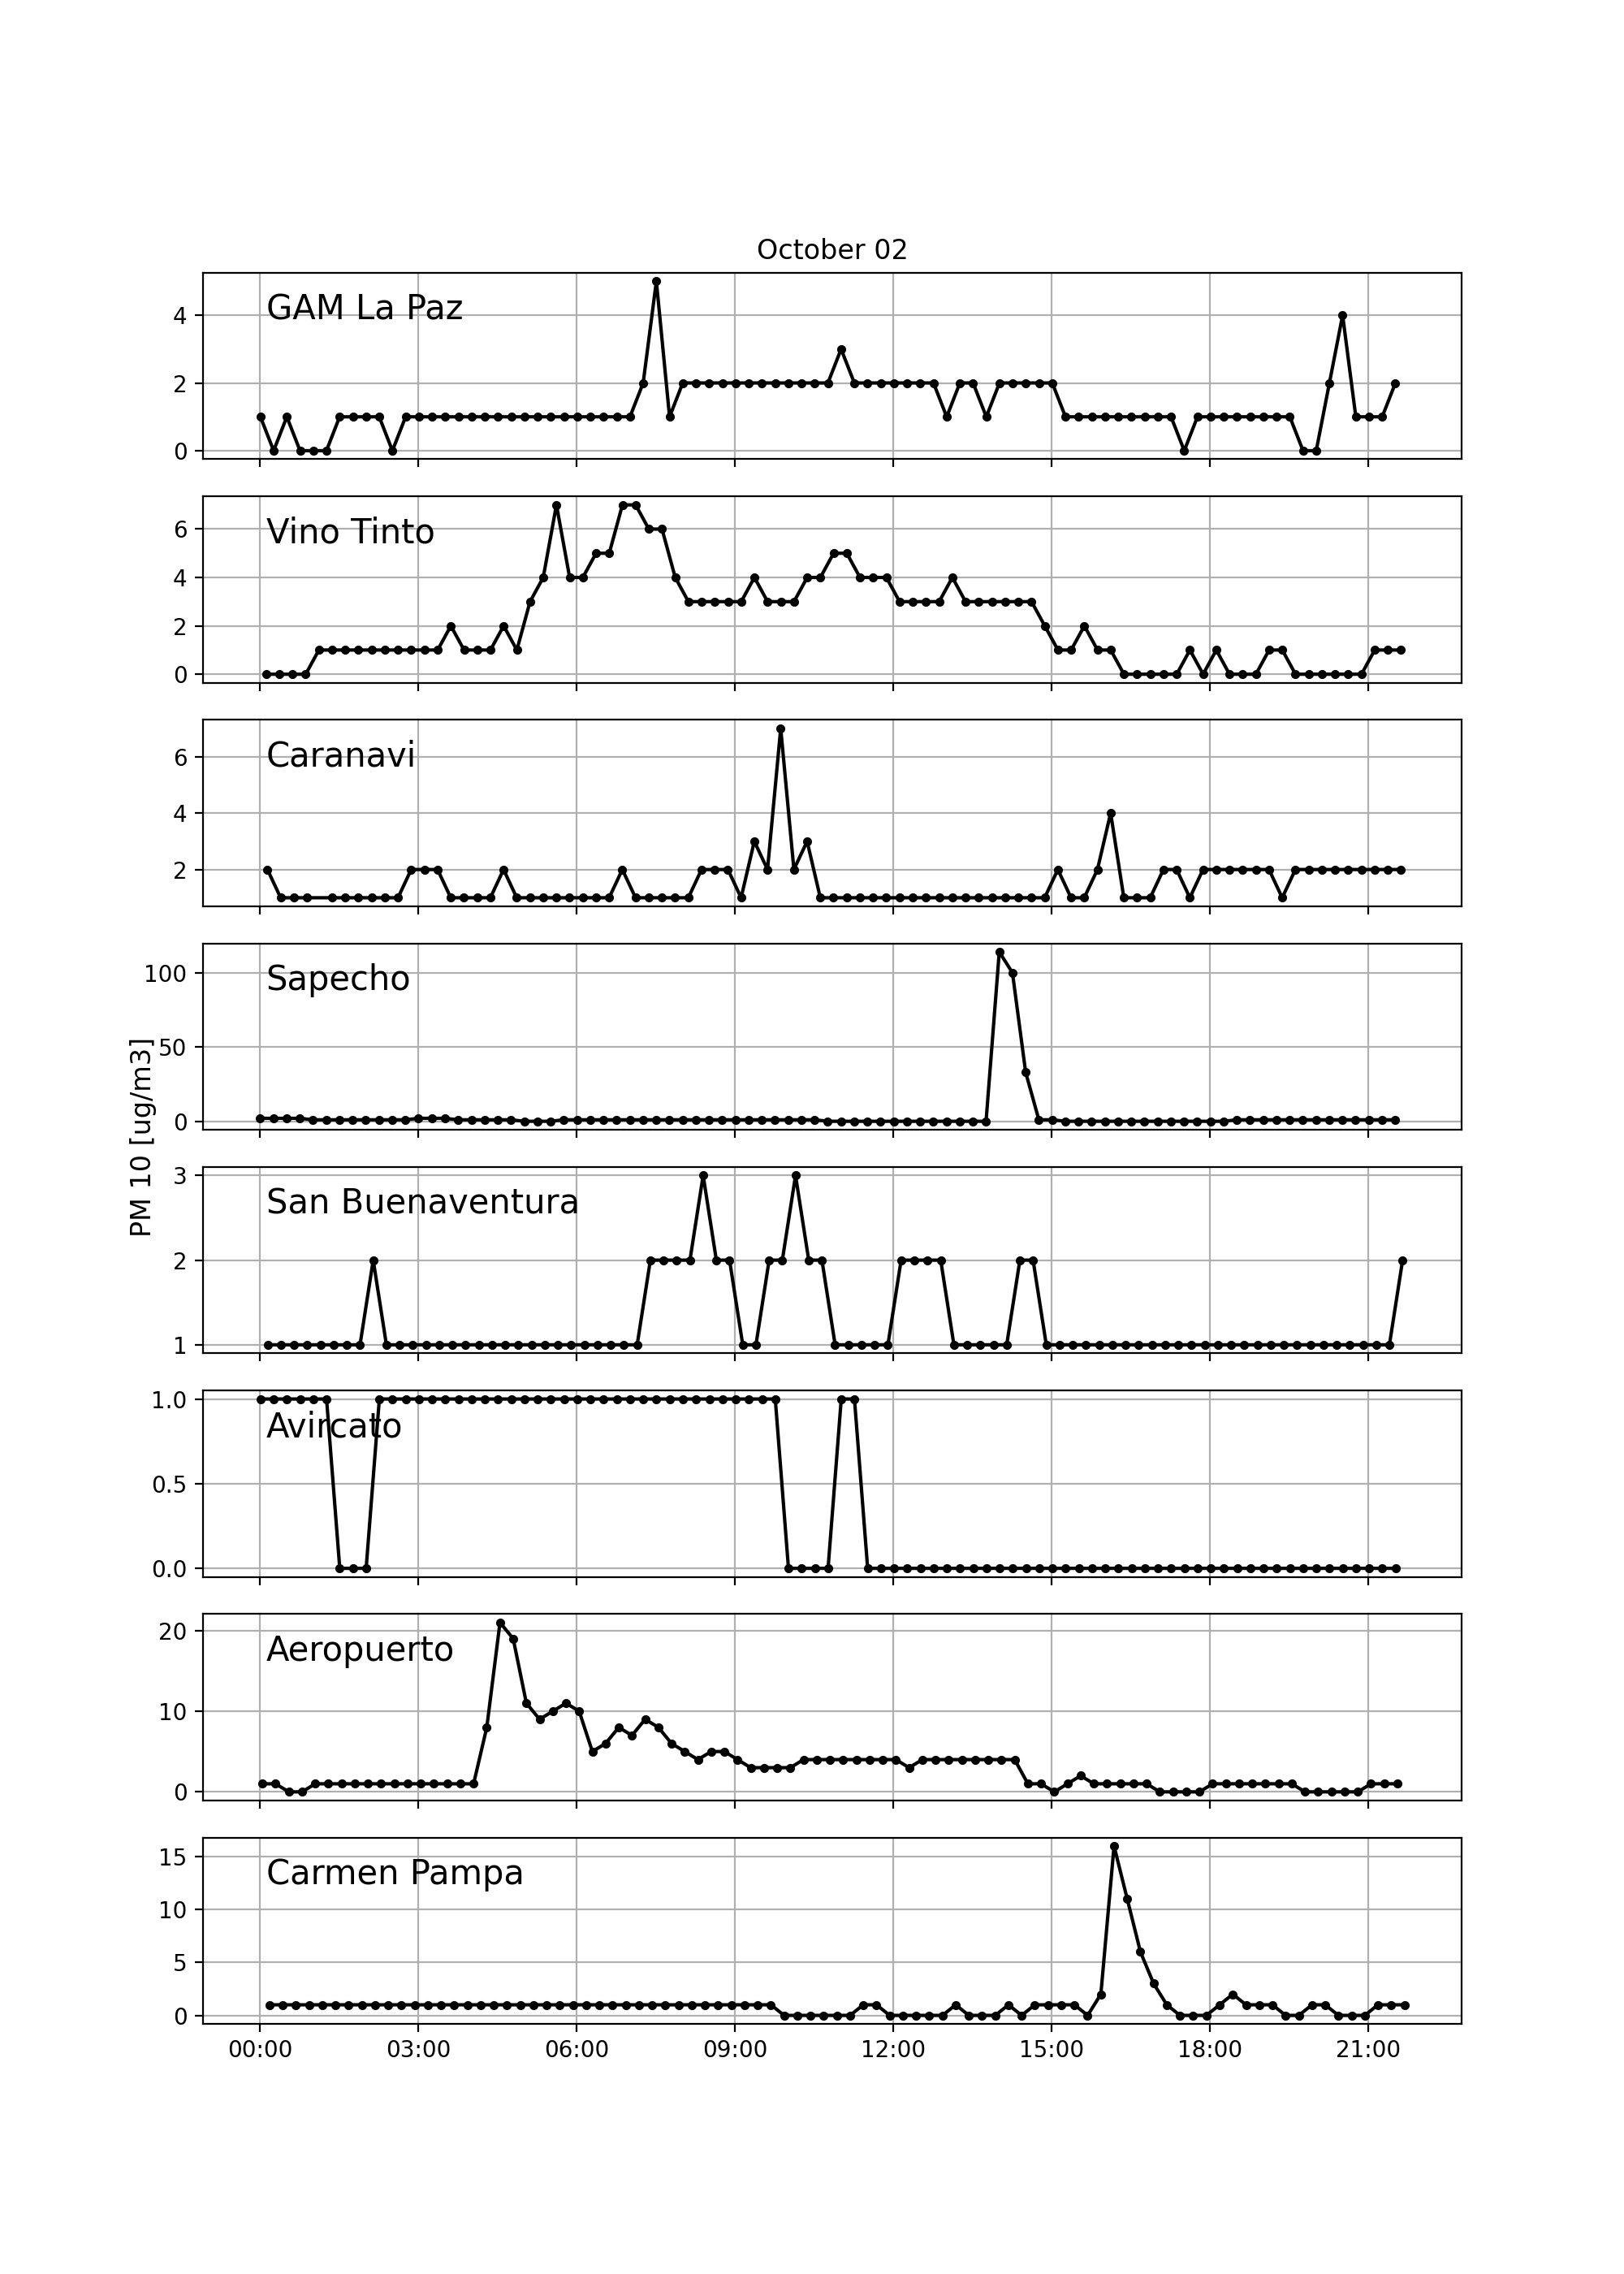 October 02
GAM La Paz
4
2
0
Vino Tinto
6
4
2
0
Caranavi
6
4
2
Sapecho
100
50
0
PM 10 [ug/m3]
San Buenaventura
3
2
1
Avircato
1.0
0.5
0.0
Aeropuerto
20
10
0
Carmen Pampa
15
10
5
0
00:00 03:00 06:00 09:00 12:00 15:00 18:00 21:00